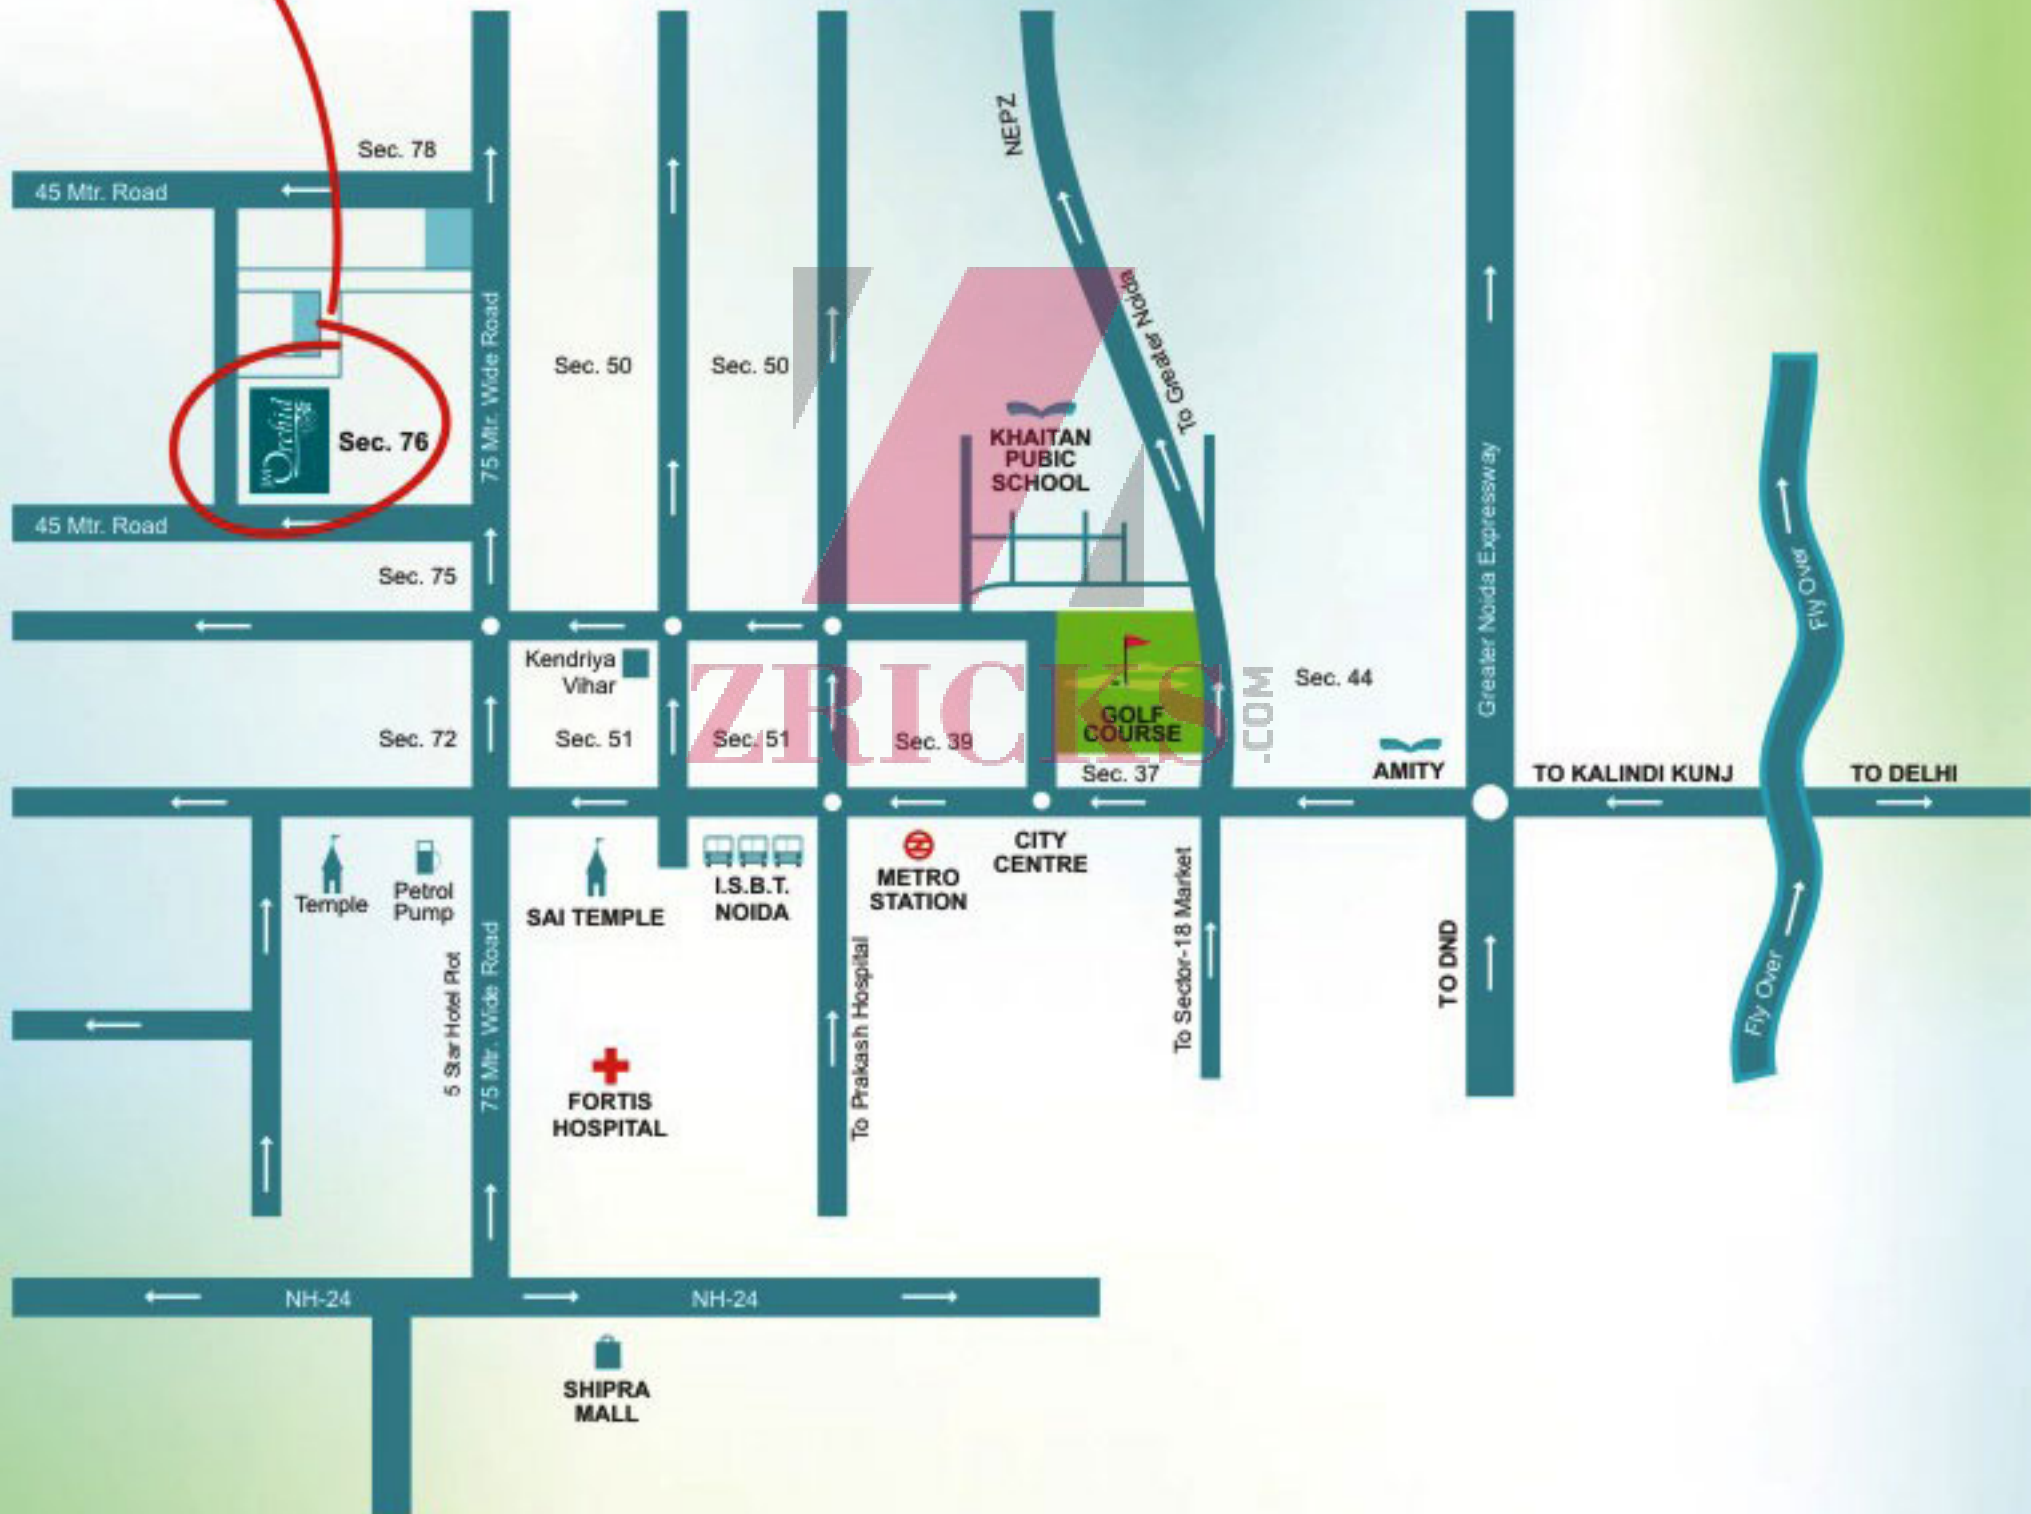 NEPZ
Sec. 78
45 Mtr. Road
To Greater Noida
75 Mtr. Wide Road
Sec. 50
Sec. 50
KHAITAN
PUBIC
SCHOOL
Orchid
Sec. 76
Greater Noida Expressway
45 Mtr. Road
Sec. 75
Fly Over
Kendriya
Vihar
ZRICKS
.COM
Sec. 44
GOLF
COURSE
Sec. 72
Sec. 51
Sec. 51
Sec. 39
Sec. 37
AMITY
TO KALINDI KUNJ
TO DELHI
Temple
Petrol
Pump
SAI TEMPLE
I.S.B.T.
NOIDA
METRO
STATION
CITY
CENTRE
To Sector-18 Market
TO DND
5 Star Hotel Plot
75 Mtr. Wide Road
To Prakash Hospital
Fly Over
FORTIS
HOSPITAL
NH-24
NH-24
SHIPRA
MALL